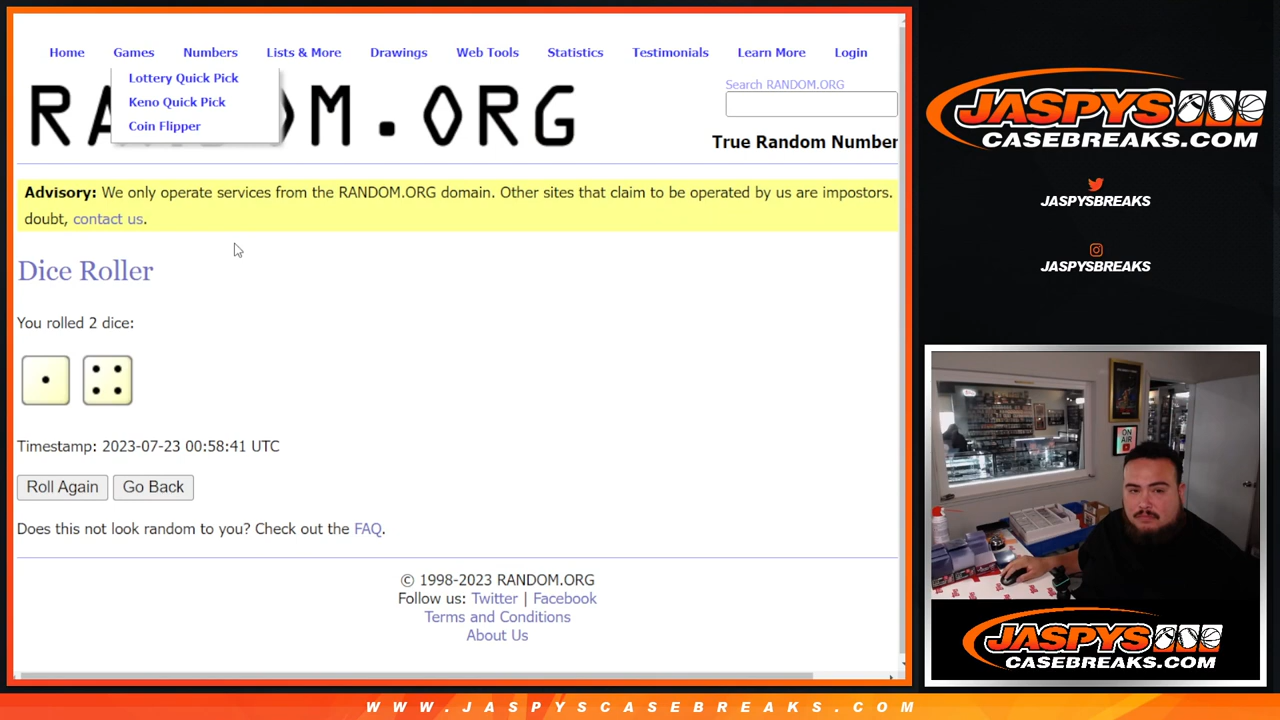 Home Games Numbers Lists & More Drawings Web Tools Statistics Testimonials Learn More Login
Lottery Quick Pick
Keno Quick Pick
Coin Flipper
RA M.ORG
Search RANDOM.ORG
True Random Number
Advisory: We only operate services from the RANDOM.ORG domain. Other sites that claim to be operated by us are impostors.
doubt, contact us.
Dice Roller
You rolled 2 dice:
Timestamp: 2023-07-23 00:58:41 UTC
Roll Again Go Back
Does this not look random to you? Check out the FAQ.
© 1998-2023 RANDOM.ORG
Follow us: Twitter | Facebook
Terms and Conditions
About Us
JASPYS
CASEBREAKS.COM
JASPYSBREAKS
JASPYSBREAKS
ON
AIR
JASPYS
CASEBREAKS.COM
WWW.JASPYSCASEBREAKS.COM